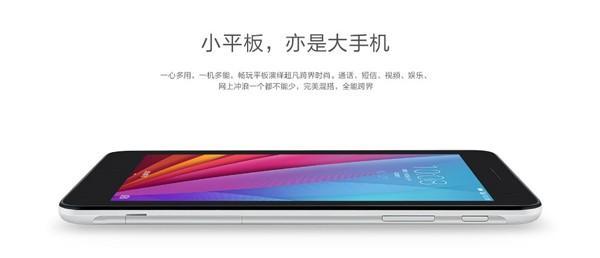 小平板，亦是大手机
一心多用，一机多能，畅玩平板演绎超凡跨界时尚。通话、短信、视频、娱乐、
网上冲浪一个都不能少，完美混搭，全能跨界
10:09